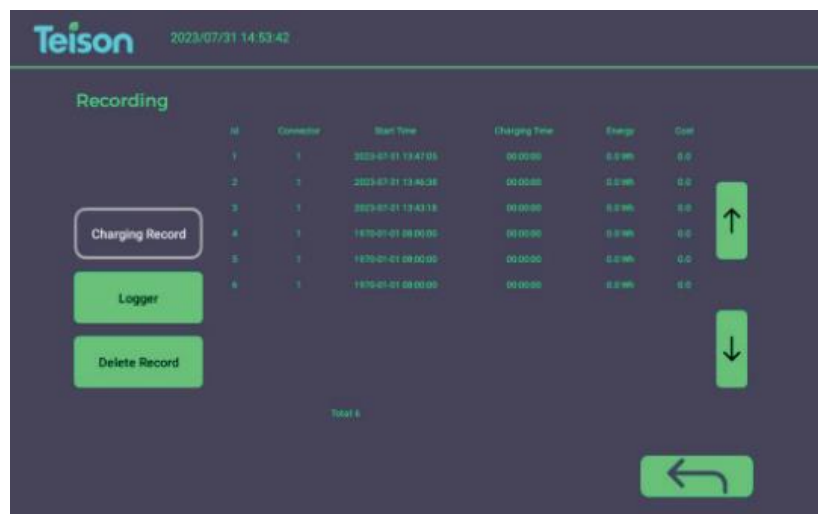 Teison
2023/07/31 14:53:42
Recording
Id Connector Start Time Charging Time Energy Cost
1 1 2023-07-31 13:47:05 00:00:00 0.0 Wh 0.0
2 1 2023-07-31 13:46:38 00:00:00 0.0 Wh 0.0
3 1 2023-07-31 13:43:18 00:00:00 0.0 Wh 0.0
4 1 1970-01-01 08:00:00 00:00:00 0.0 Wh 0.0
5 1 1970-01-01 08:00:00 00:00:00 0.0 Wh 0.0
6 1 1970-01-01 08:00:00 00:00:00 0.0 Wh 0.0
Charging Record
Logger
Delete Record
Total 6